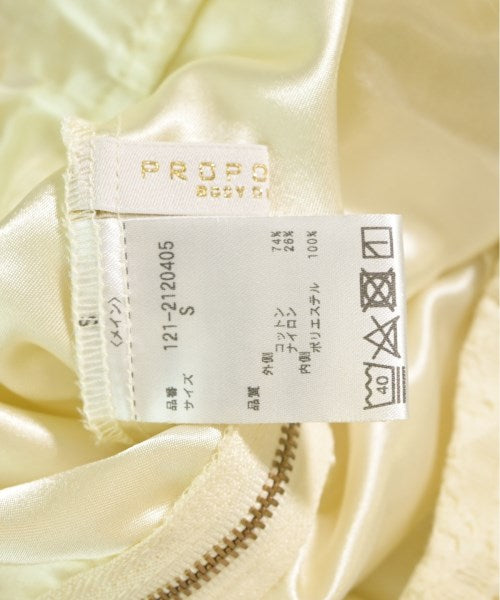 PROPO
BODY D
S
〈メイン〉
品番 121-2120405
サイズ S
品質
外側
コットン 74%
ナイロン 26%
内側
ポリエステル 100%
40